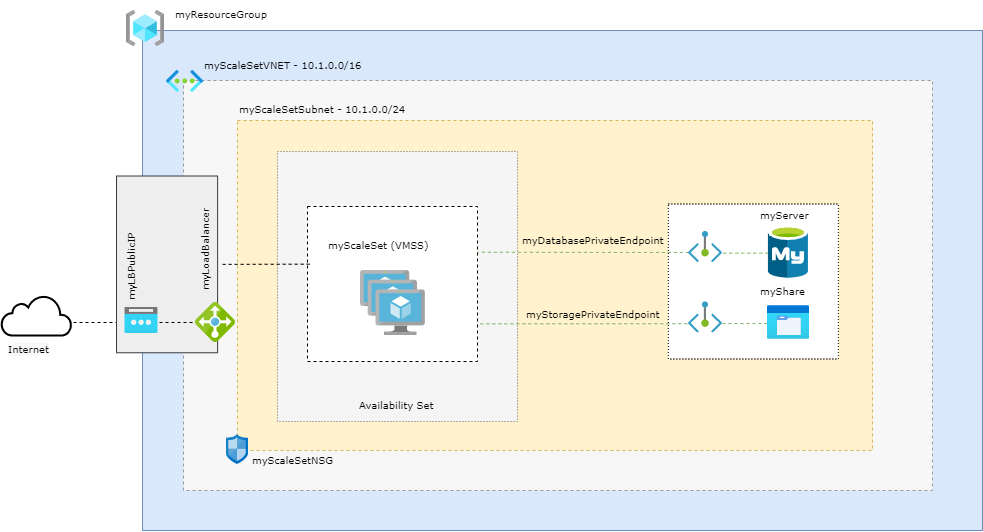 myResourceGroup
myScaleSetVNET - 10.1.0.0/16
myScaleSetSubnet - 10.1.0.0/24
myLBPublicIP
myLoadBalancer
myScaleSet (VMSS)
myDatabasePrivateEndpoint
myServer
My
myShare
myStoragePrivateEndpoint
Internet
Availability Set
myScaleSetNSG